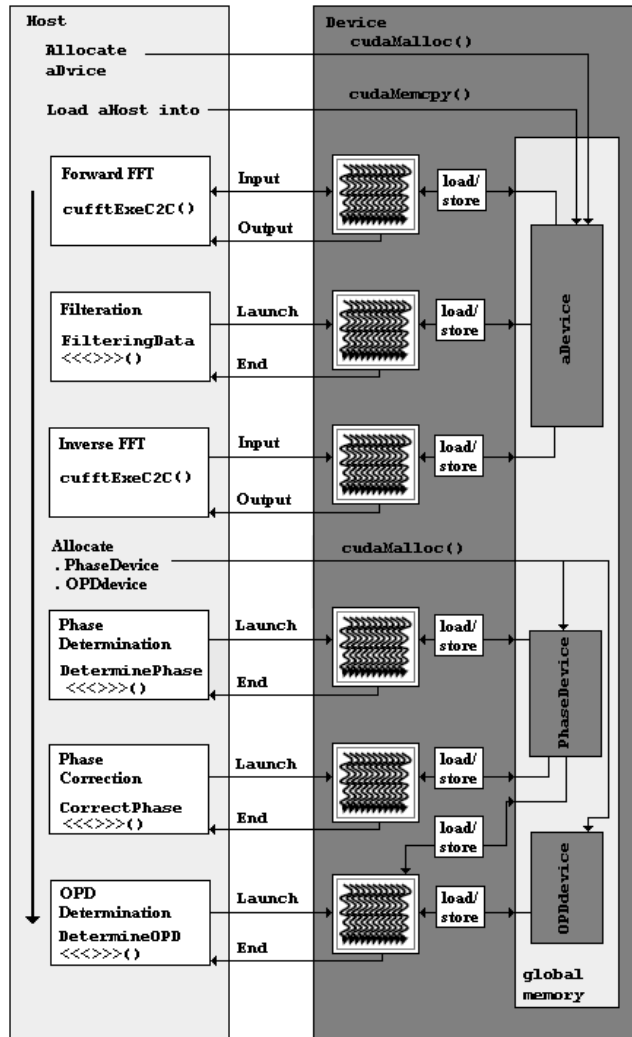 Host
Device
Allocate
aDvice
cudaMalloc()
Load aHost into
cudaMemcpy()
Forward FFT
cufftExeC2C()
Input
Output
load/
store
Filteration
FilteringData
<<<>>>()
Launch
End
load/
store
aDevice
Inverse FFT
cufftExeC2C()
Input
Output
load/
store
Allocate
. PhaseDevice
. OPDdevice
cudaMalloc()
Phase
Determination
DeterminePhase
<<<>>>()
Launch
End
load/
store
PhaseDevice
Phase
Correction
CorrectPhase
<<<>>>()
Launch
End
load/
store
load/
store
OPD
Determination
DetermineOPD
<<<>>>()
Launch
End
load/
store
OPDdevice
global
memory